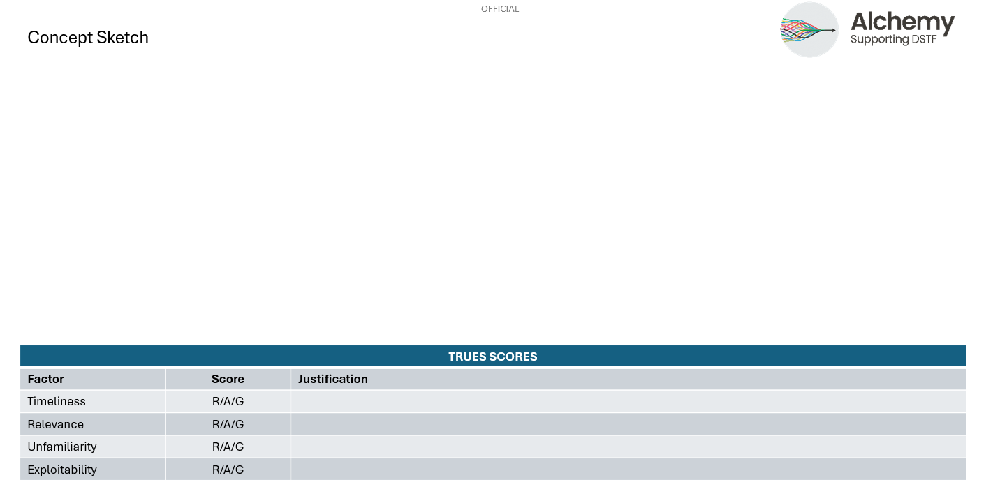 OFFICIAL
Concept Sketch
Alchemy
Supporting DSTF
TRUES SCORES
Factor Score Justification
Timeliness R/A/G
Relevance R/A/G
Unfamiliarity R/A/G
Exploitability R/A/G